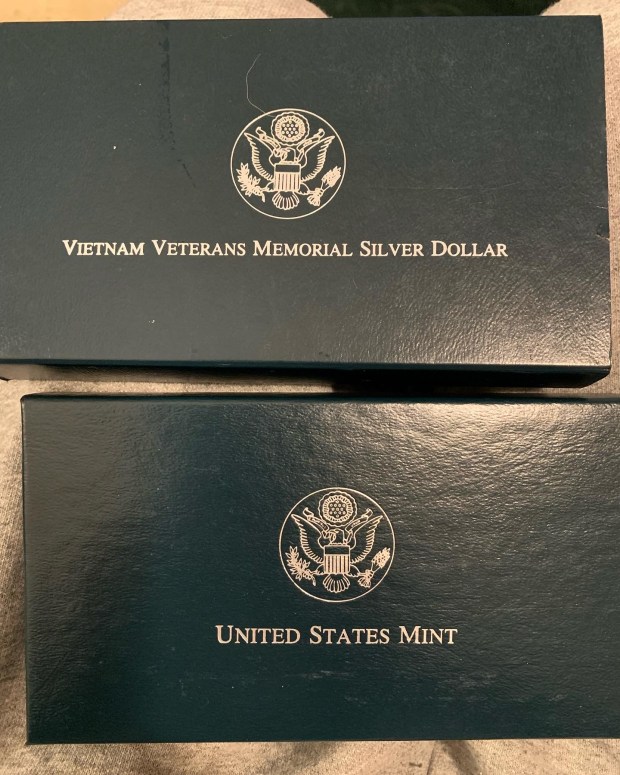 VIETNAM VETERANS MEMORIAL SILVER DOLLAR
UNITED STATES MINT